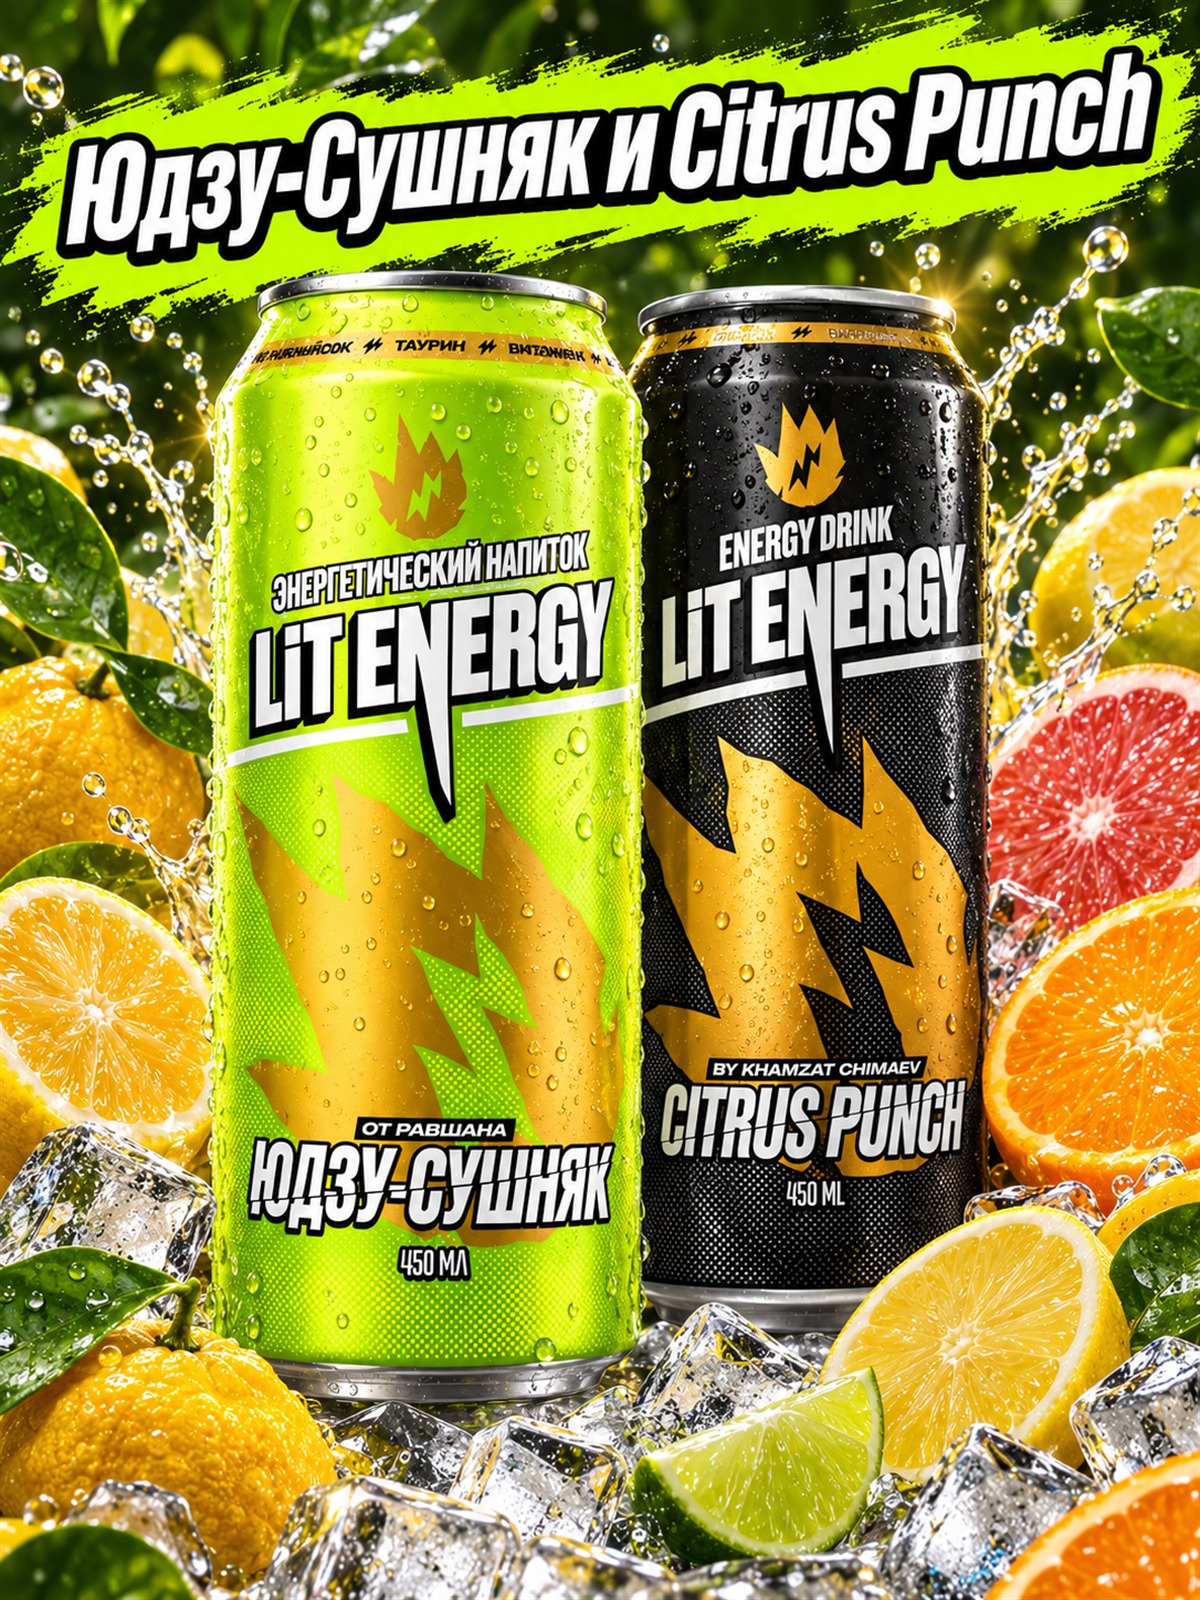 Юдзу-Сушняк и Citrus Punch
ТАУРИН
ЭНЕРГЕТИЧЕСКИЙ НАПИТОК
LiT ENERGY
ОТ РАВШАНА
ЮДЗУ-СУШНЯК
450 МЛ
ENERGY DRINK
LiT ENERGY
BY KHAMZAT CHIMAEV
CITRUS PUNCH
450 ML